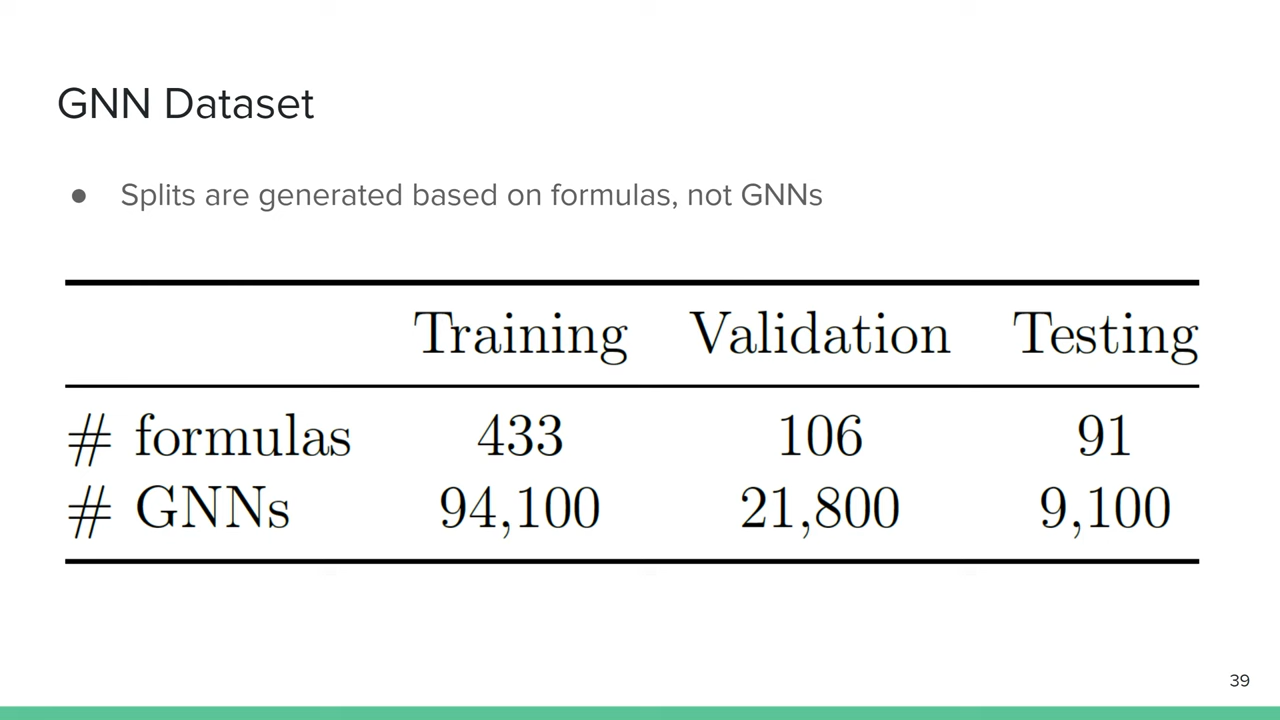 GNN Dataset
● Splits are generated based on formulas, not GNNs
Training Validation Testing
# formulas 433 106 91
# GNNs 94,100 21,800 9,100
39